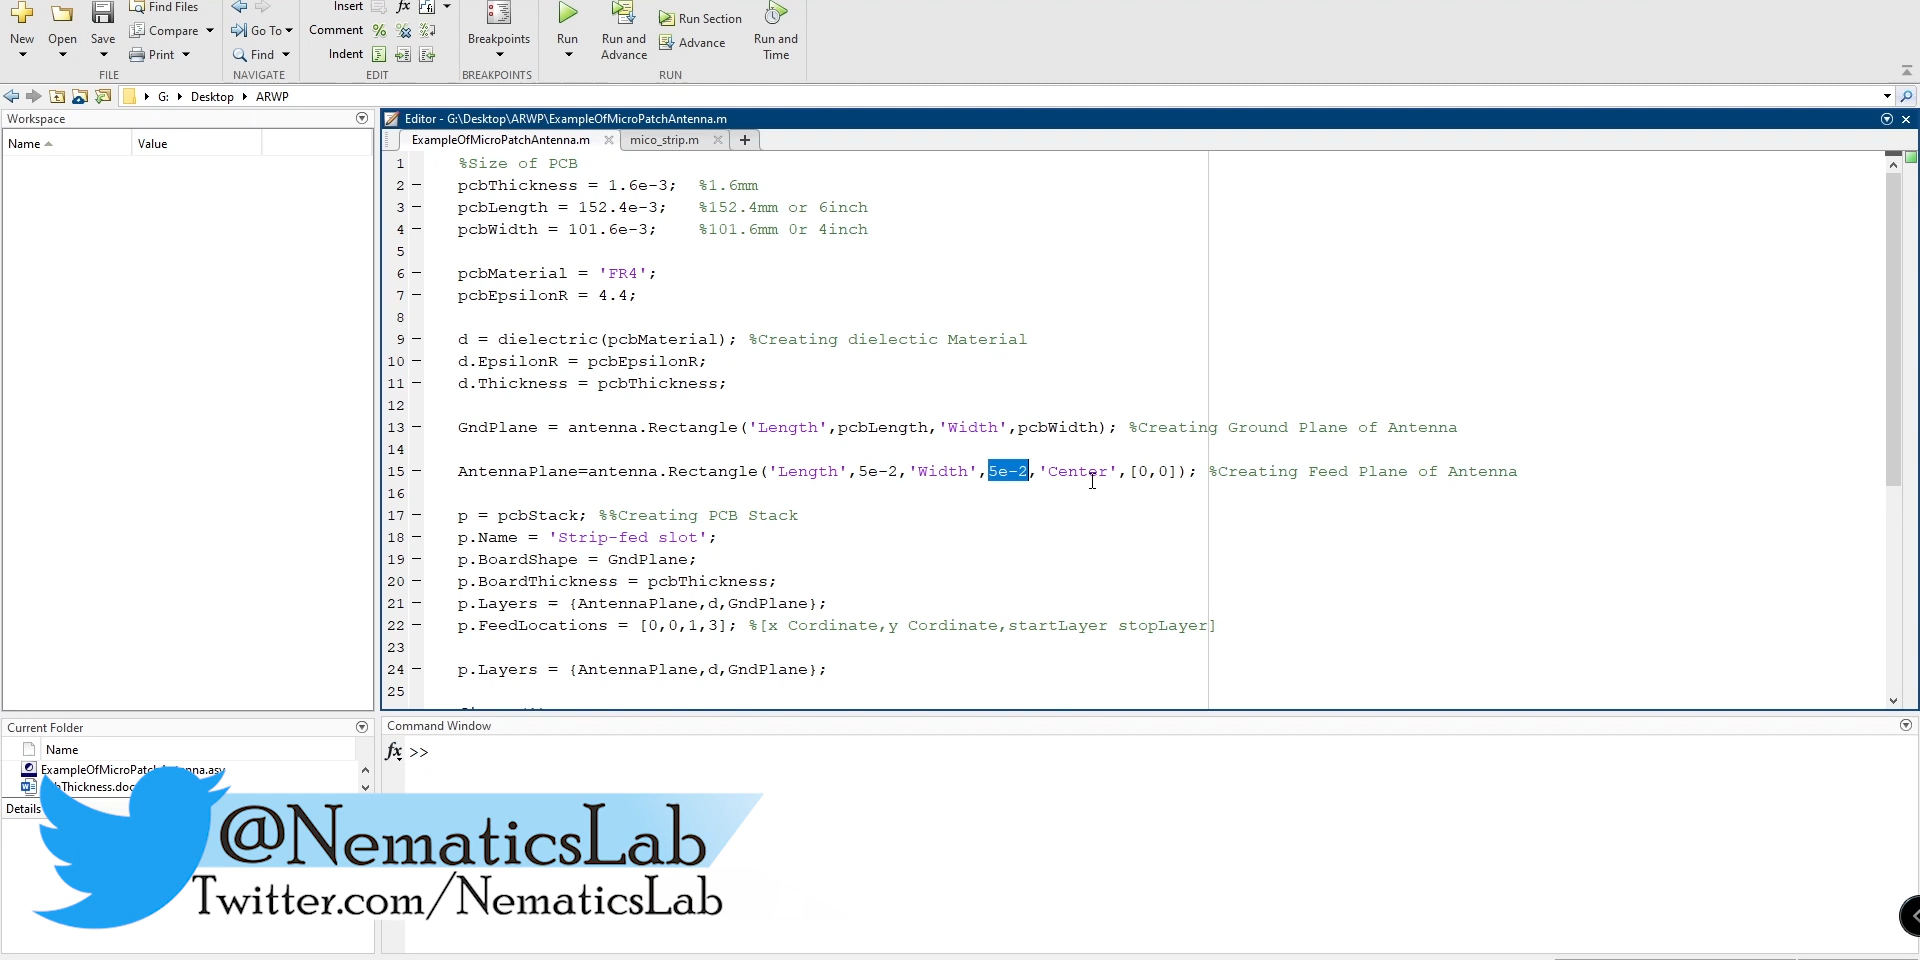 Find Files
Insert
New
Open
Save
Compare
Go To
Comment
Breakpoints
Run
Run and Advance
Run Section
Advance
Run and Time
Print
Find
Indent
FILE
NAVIGATE
EDIT
BREAKPOINTS
RUN
G: Desktop ARWP
Workspace
Name Value
Editor - G:\Desktop\ARWP\ExampleOfMicroPatchAntenna.m
ExampleOfMicroPatchAntenna.m mico_strip.m
1 %Size of PCB
2 pcbThickness = 1.6e-3; %1.6mm
3 pcbLength = 152.4e-3; %152.4mm or 6inch
4 pcbWidth = 101.6e-3; %101.6mm 0r 4inch
5
6 pcbMaterial = 'FR4';
7 pcbEpsilonR = 4.4;
8
9 d = dielectric(pcbMaterial); %Creating dielectic Material
10 d.EpsilonR = pcbEpsilonR;
11 d.Thickness = pcbThickness;
12
13 GndPlane = antenna.Rectangle('Length',pcbLength,'Width',pcbWidth); %Creating Ground Plane of Antenna
14
15 AntennaPlane=antenna.Rectangle('Length',5e-2,'Width',5e-2,'Center',[0,0]); %Creating Feed Plane of Antenna
16
17 p = pcbStack; %%Creating PCB Stack
18 p.Name = 'Strip-fed slot';
19 p.BoardShape = GndPlane;
20 p.BoardThickness = pcbThickness;
21 p.Layers = {AntennaPlane,d,GndPlane};
22 p.FeedLocations = [0,0,1,3]; %[x Cordinate,y Cordinate,startLayer stopLayer]
23
24 p.Layers = {AntennaPlane,d,GndPlane};
25
Current Folder
Name
Command Window
fx >>
Details
@NematicsLab
Twitter.com/NematicsLab